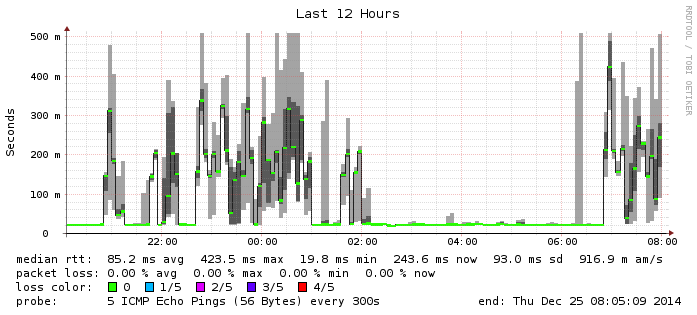 Last 12 Hours
RRDTOOL / TOBI OETIKER
Seconds
500 m
400 m
300 m
200 m
100 m
0
22:00 00:00 02:00 04:00 06:00 08:00
median rtt: 85.2 ms avg 423.5 ms max 19.8 ms min 243.6 ms now 93.0 ms sd 916.9 m am/s
packet loss: 0.00 % avg 0.00 % max 0.00 % min 0.00 % now
loss color: 0 1/5 2/5 3/5 4/5
probe: 5 ICMP Echo Pings (56 Bytes) every 300s end: Thu Dec 25 08:05:09 2014